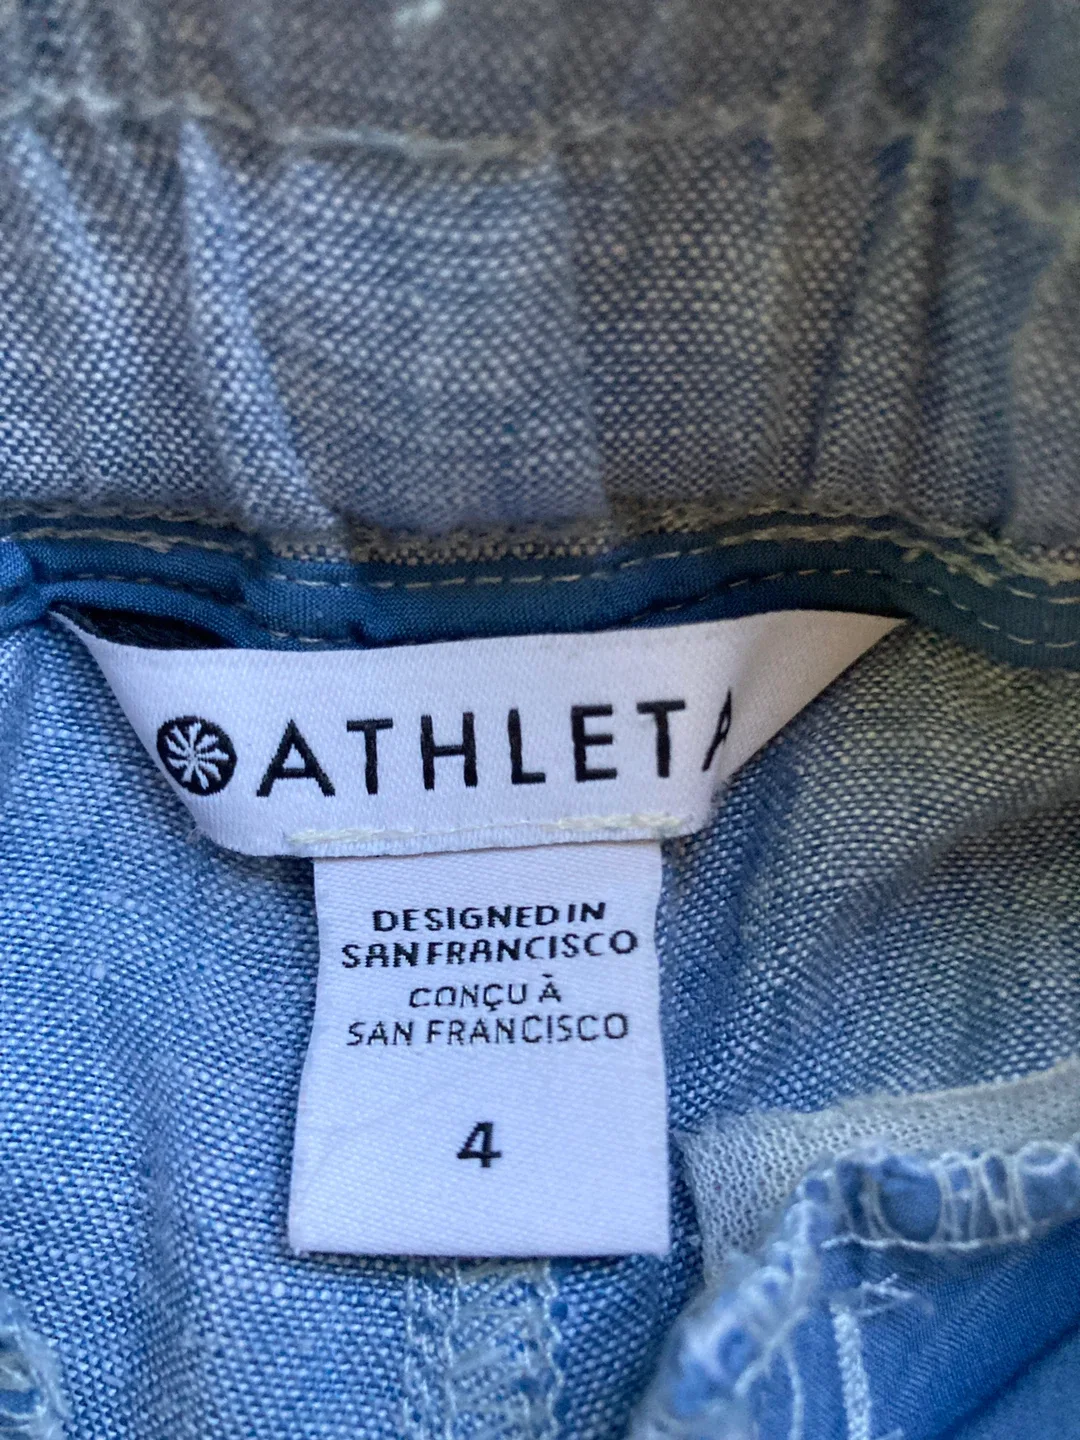 ATHLETA
DESIGNED IN
SAN FRANCISCO
CONÇU À
SAN FRANCISCO
4